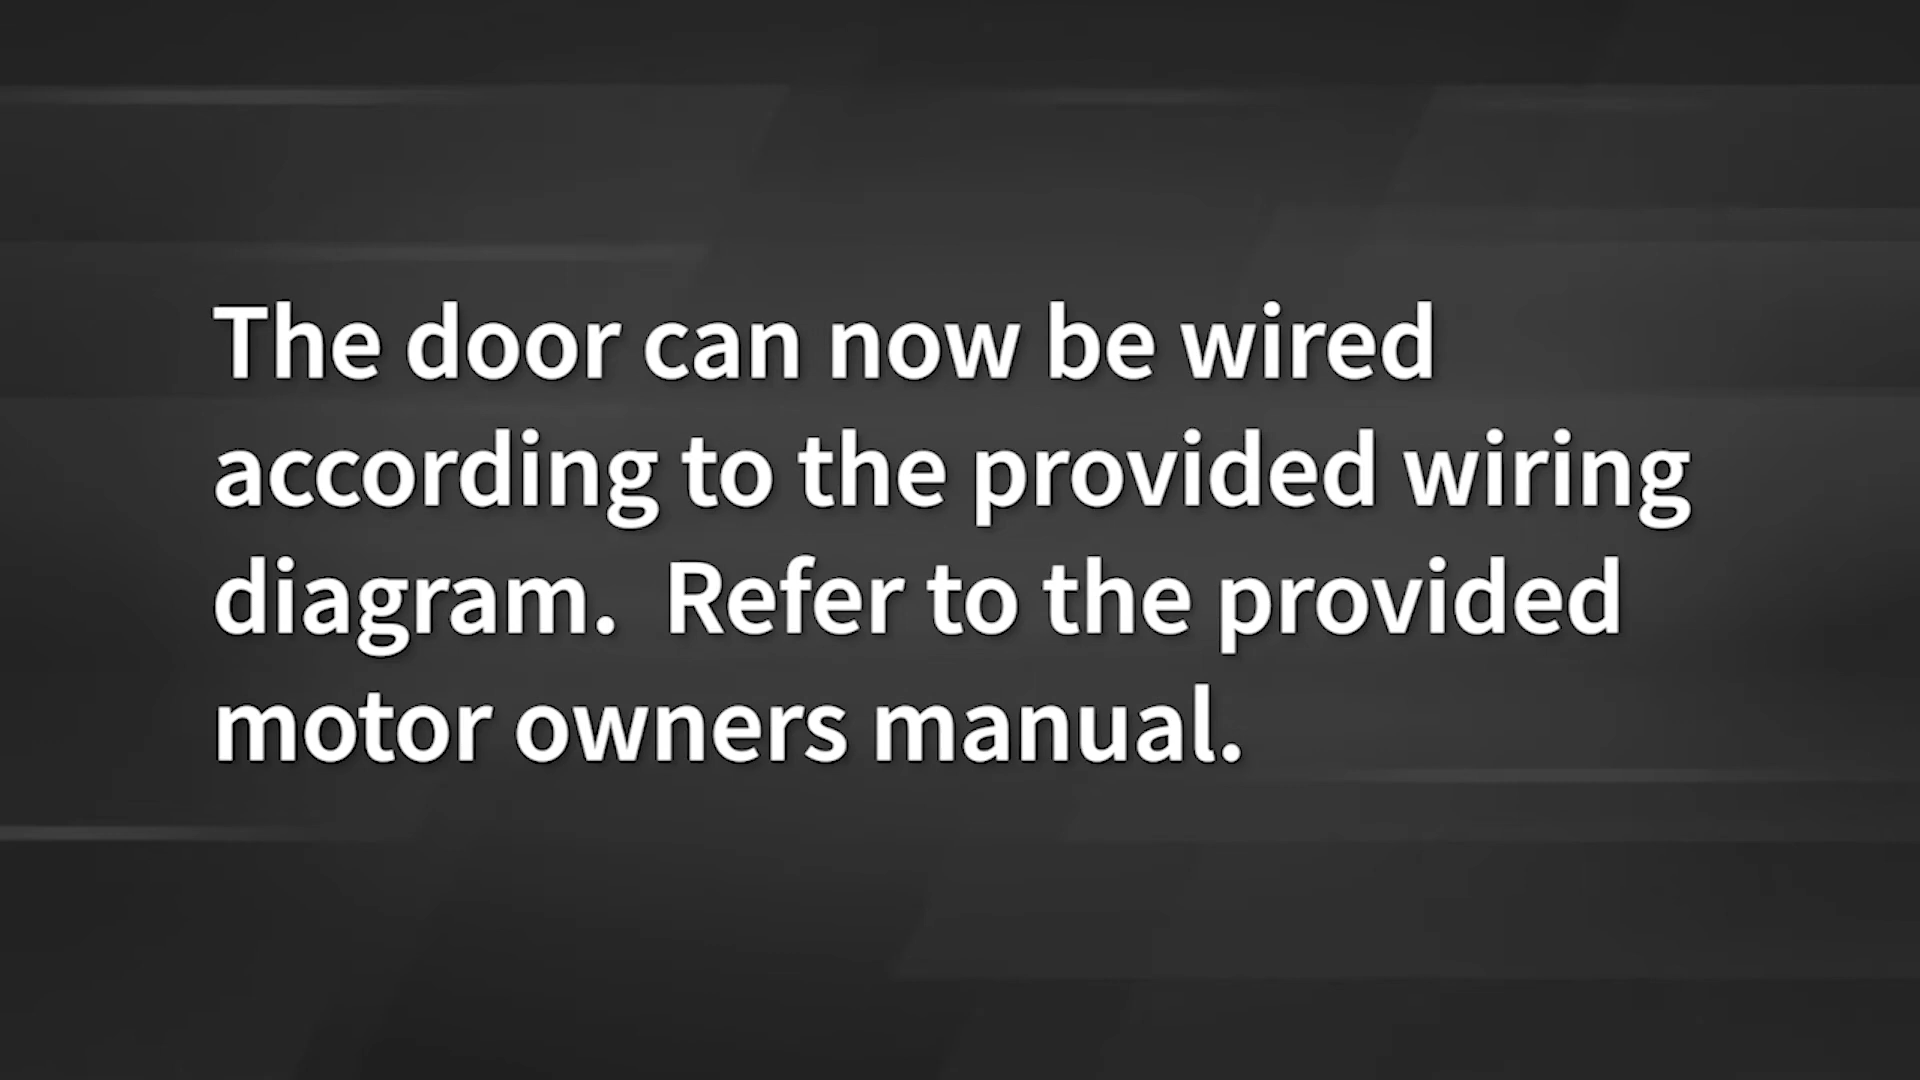 The door can now be wired
according to the provided wiring
diagram.  Refer to the provided
motor owners manual.